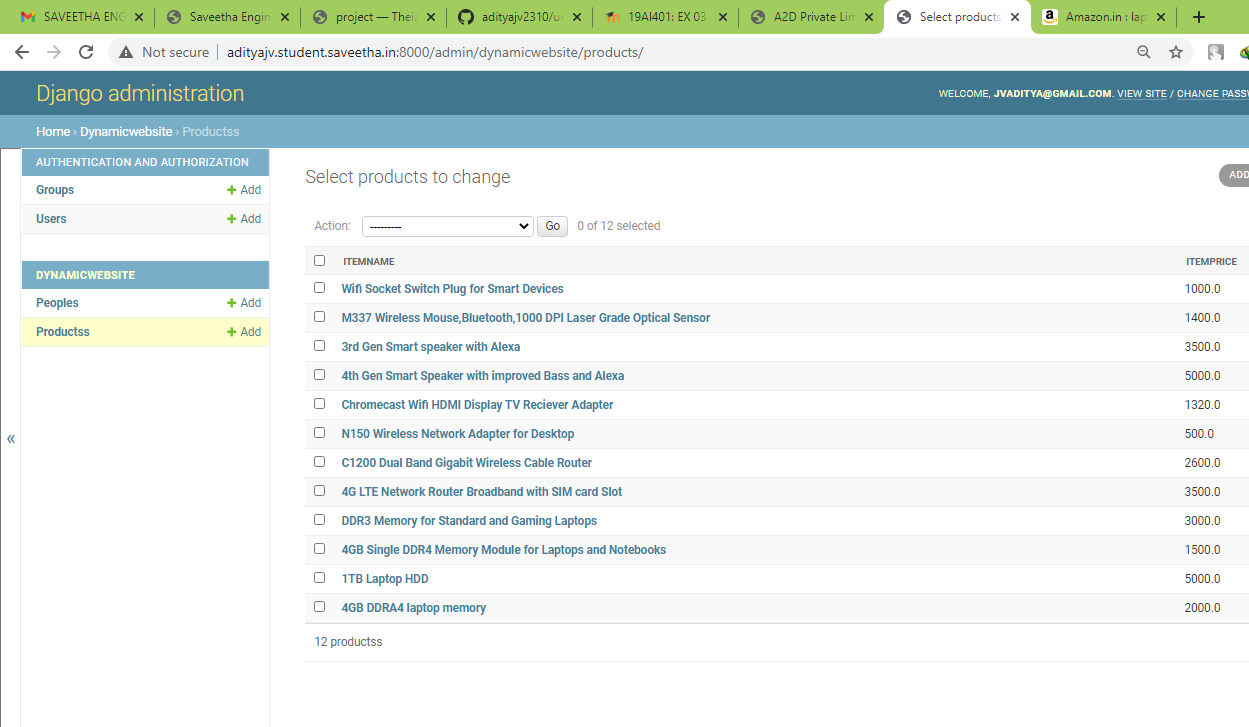 SAVEETHA ENG
Saveetha Engin
project — Theia
adityajv2310/ux
19AI401: EX 03
A2D Private Lim
Select products
Amazon.in : lap
Not secure adityajv.student.saveetha.in:8000/admin/dynamicwebsite/products/
Django administration
WELCOME, JVADITYA@GMAIL.COM. VIEW SITE / CHANGE PASSW
Home › Dynamicwebsite › Productss
AUTHENTICATION AND AUTHORIZATION
Groups + Add
Users + Add
DYNAMICWEBSITE
Peoples + Add
Productss + Add
«
Select products to change
ADD
Action: --------- Go 0 of 12 selected
ITEMNAME ITEMPRICE
Wifi Socket Switch Plug for Smart Devices 1000.0
M337 Wireless Mouse,Bluetooth,1000 DPI Laser Grade Optical Sensor 1400.0
3rd Gen Smart speaker with Alexa 3500.0
4th Gen Smart Speaker with improved Bass and Alexa 5000.0
Chromecast Wifi HDMI Display TV Reciever Adapter 1320.0
N150 Wireless Network Adapter for Desktop 500.0
C1200 Dual Band Gigabit Wireless Cable Router 2600.0
4G LTE Network Router Broadband with SIM card Slot 3500.0
DDR3 Memory for Standard and Gaming Laptops 3000.0
4GB Single DDR4 Memory Module for Laptops and Notebooks 1500.0
1TB Laptop HDD 5000.0
4GB DDRA4 laptop memory 2000.0
12 productss